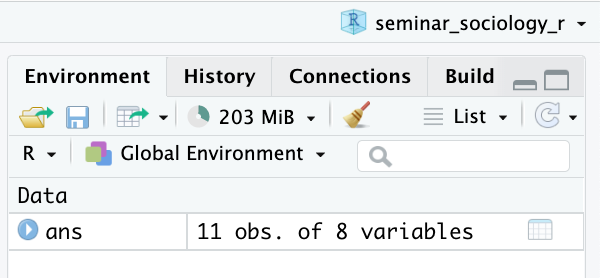 seminar_sociology_r
Environment History Connections Build
203 MiB List
R Global Environment
Data
ans 11 obs. of 8 variables